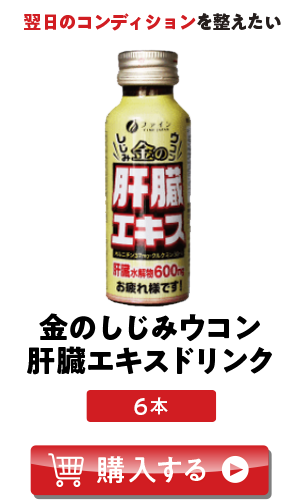 翌日のコンディションを整えたい
ファイン
FINE JAPAN
しじみ
ウコン
金の
肝臓
エキス
肝臓水解物600mg
お疲れ様です!
金のしじみウコン
肝臓エキスドリンク
6本
購入する